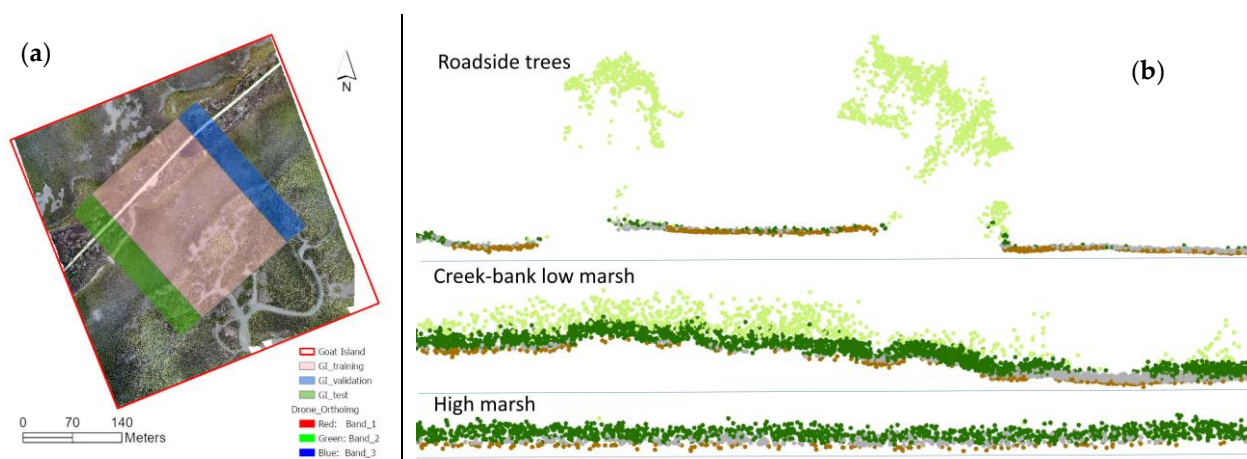 (a)
N
Goat Island
GI_training
GI_validation
GI_test
Drone_Orthoimg
Red: Band_1
Green: Band_2
Blue: Band_3
0 70 140
Meters
(b)
Roadside trees
Creek-bank low marsh
High marsh